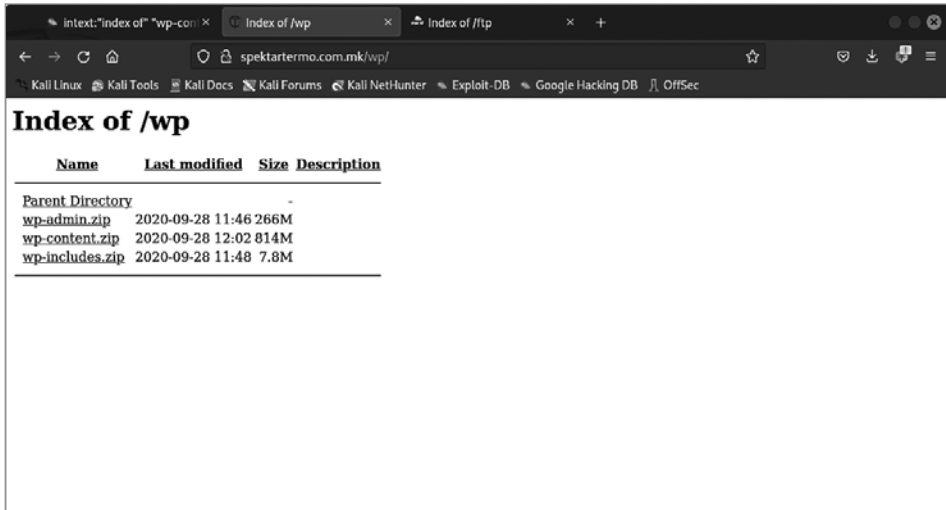 intext:"index of" "wp-con
Index of /wp
Index of /ftp
spektartermo.com.mk/wp/
Kali Linux Kali Tools Kali Docs Kali Forums Kali NetHunter Exploit-DB Google Hacking DB OffSec
Index of /wp
Name Last modified Size Description
Parent Directory -
wp-admin.zip 2020-09-28 11:46 266M
wp-content.zip 2020-09-28 12:02 814M
wp-includes.zip 2020-09-28 11:48 7.8M